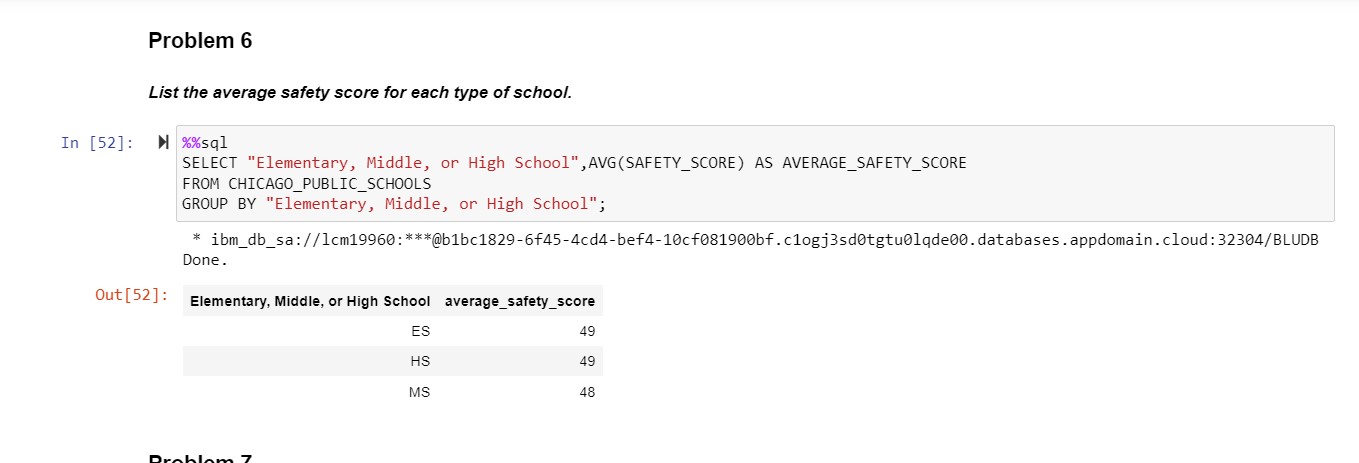 Problem 6
List the average safety score for each type of school.
In [52]:
%%sql
SELECT "Elementary, Middle, or High School",AVG(SAFETY_SCORE) AS AVERAGE_SAFETY_SCORE
FROM CHICAGO_PUBLIC_SCHOOLS
GROUP BY "Elementary, Middle, or High School";
* ibm_db_sa://lcm19960:***@b1bc1829-6f45-4cd4-bef4-10cf081900bf.c1ogj3sd0tgtu0lqde00.databases.appdomain.cloud:32304/BLUDB
Done.
Out[52]:
Elementary, Middle, or High School average_safety_score
ES 49
HS 49
MS 48
Problem 7